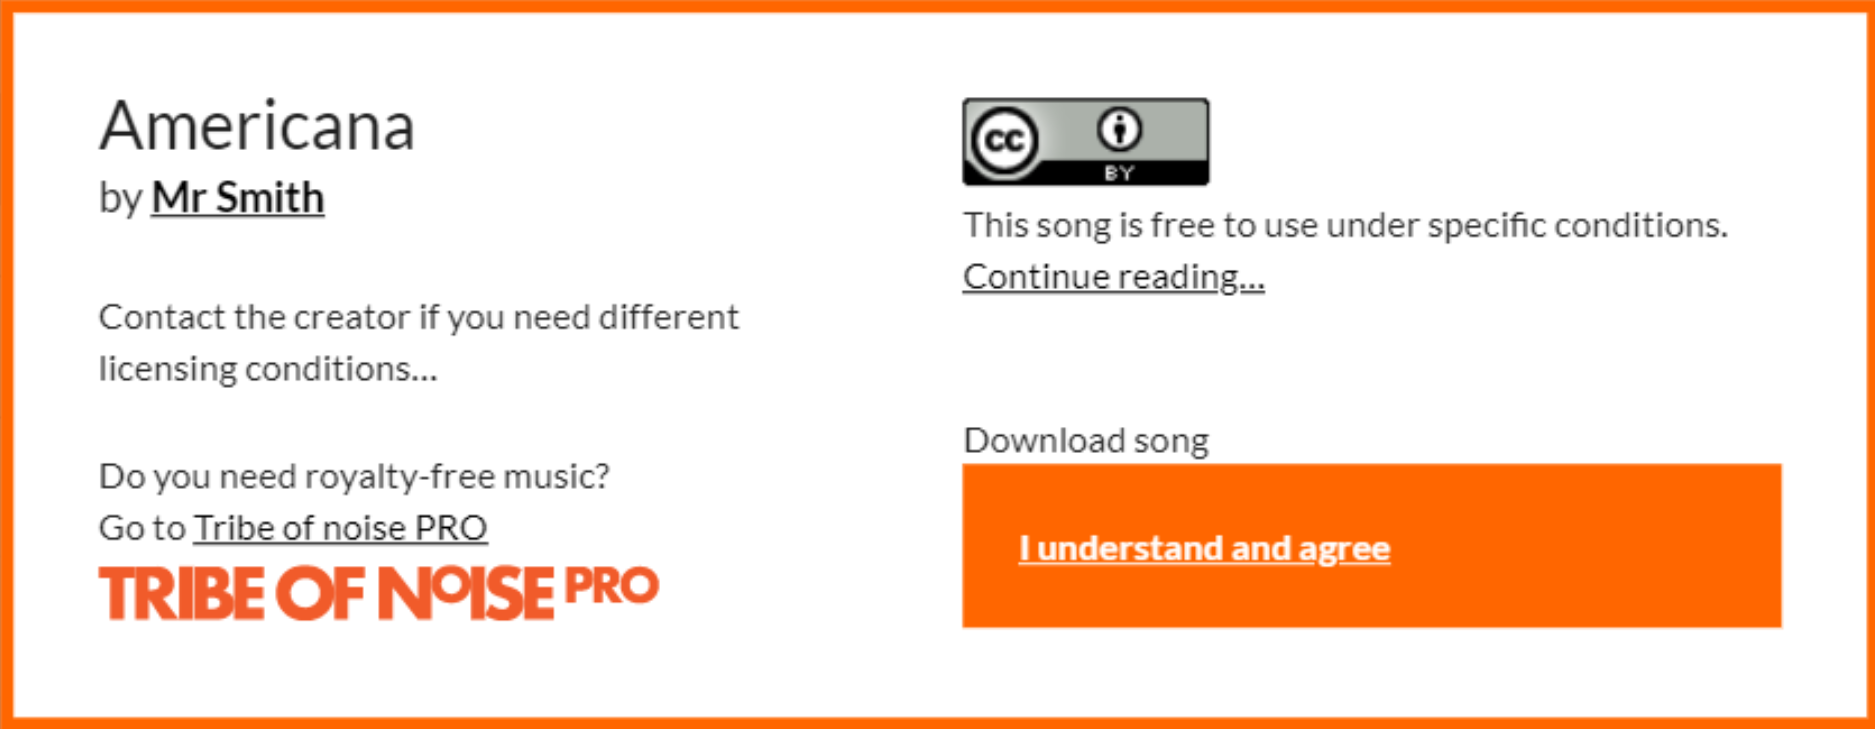 Americana
by Mr Smith
Contact the creator if you need different
licensing conditions...
Do you need royalty-free music?
Go to Tribe of noise PRO
TRIBE OF NOISE PRO
CC
BY
This song is free to use under specific conditions.
Continue reading...
Download song
I understand and agree